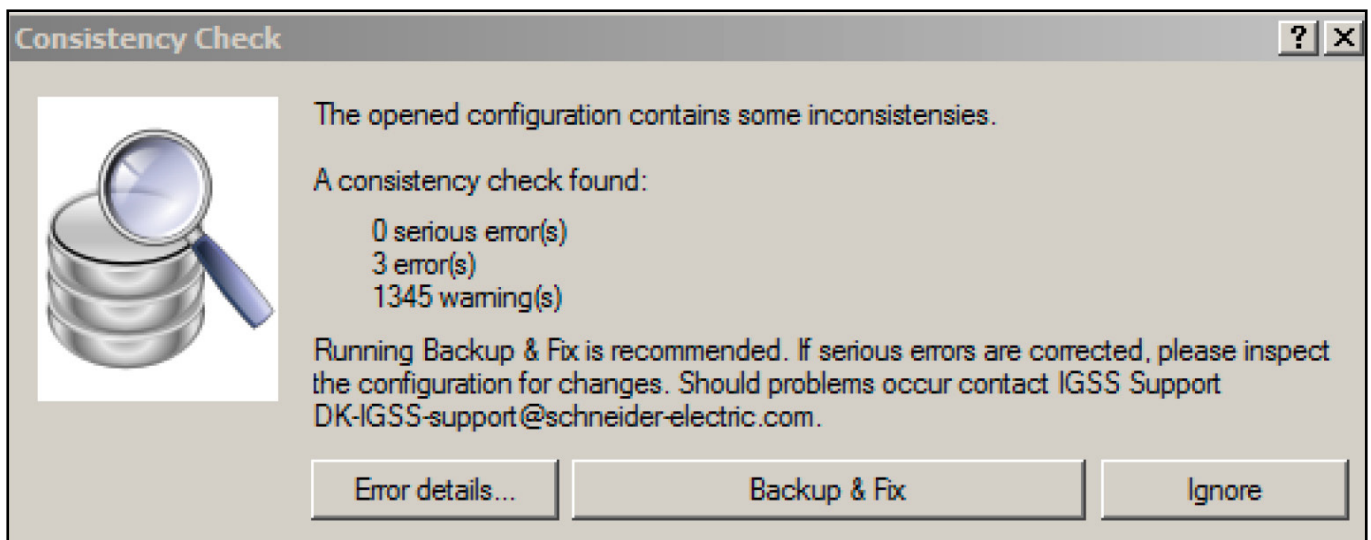 Consistency Check
The opened configuration contains some inconsistensies.
A consistency check found:
0 serious error(s)
3 error(s)
1345 warning(s)
Running Backup & Fix is recommended. If serious errors are corrected, please inspect
the configuration for changes. Should problems occur contact IGSS Support
DK-IGSS-support@schneider-electric.com.
Error details...
Backup & Fix
Ignore